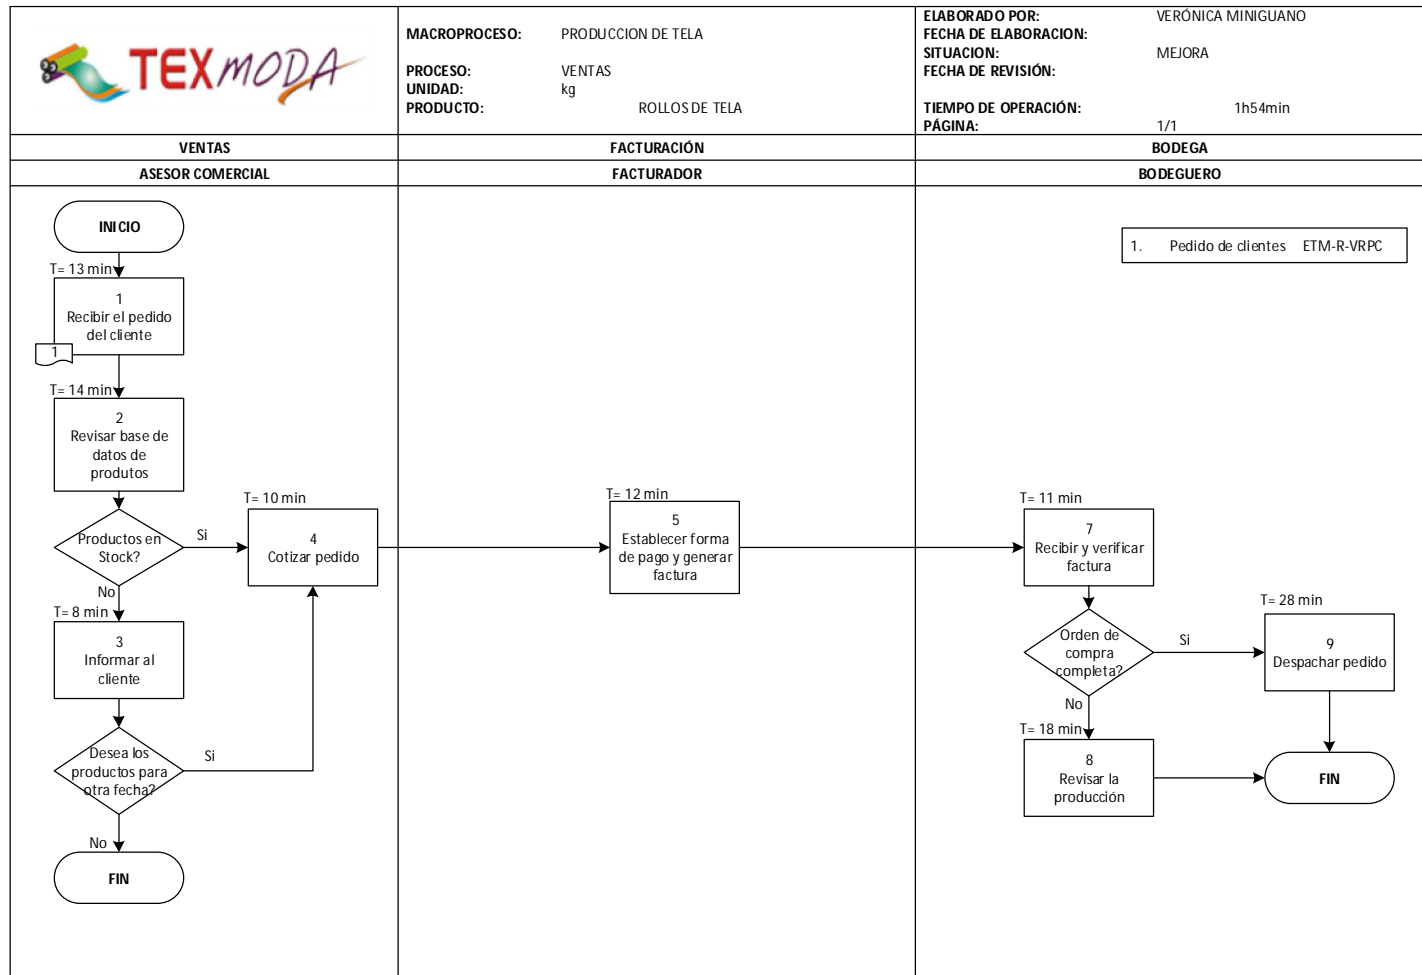 TEXMODA
MACROPROCESO: PRODUCCION DE TELA
PROCESO: VENTAS
UNIDAD: kg
PRODUCTO: ROLLOS DE TELA
ELABORADO POR: VERÓNICA MINIGUANO
FECHA DE ELABORACION:
SITUACION: MEJORA
FECHA DE REVISIÓN:
TIEMPO DE OPERACIÓN: 1h54min
PÁGINA: 1/1
VENTAS
FACTURACIÓN
BODEGA
ASESOR COMERCIAL
FACTURADOR
BODEGUERO
INICIO
T= 13 min
1
Recibir el pedido
del cliente
1
T= 14 min
2
Revisar base de
datos de
produtos
Productos en
Stock?
Si
No
T= 10 min
4
Cotizar pedido
T= 8 min
3
Informar al
cliente
Desea los
productos para
otra fecha?
Si
No
FIN
T= 12 min
5
Establecer forma
de pago y generar
factura
1. Pedido de clientes ETM-R-VRPC
T= 11 min
7
Recibir y verificar
factura
Orden de
compra
completa?
Si
No
T= 28 min
9
Despachar pedido
T= 18 min
8
Revisar la
producción
FIN